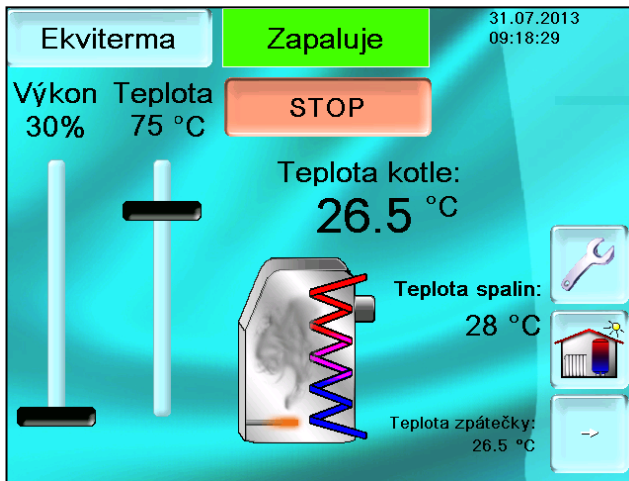 Ekviterma
Zapaluje
31.07.2013
09:18:29
Výkon
30%
Teplota
75 °C
STOP
Teplota kotle:
26.5 °C
Teplota spalin:
28 °C
Teplota zpátečky:
26.5 °C